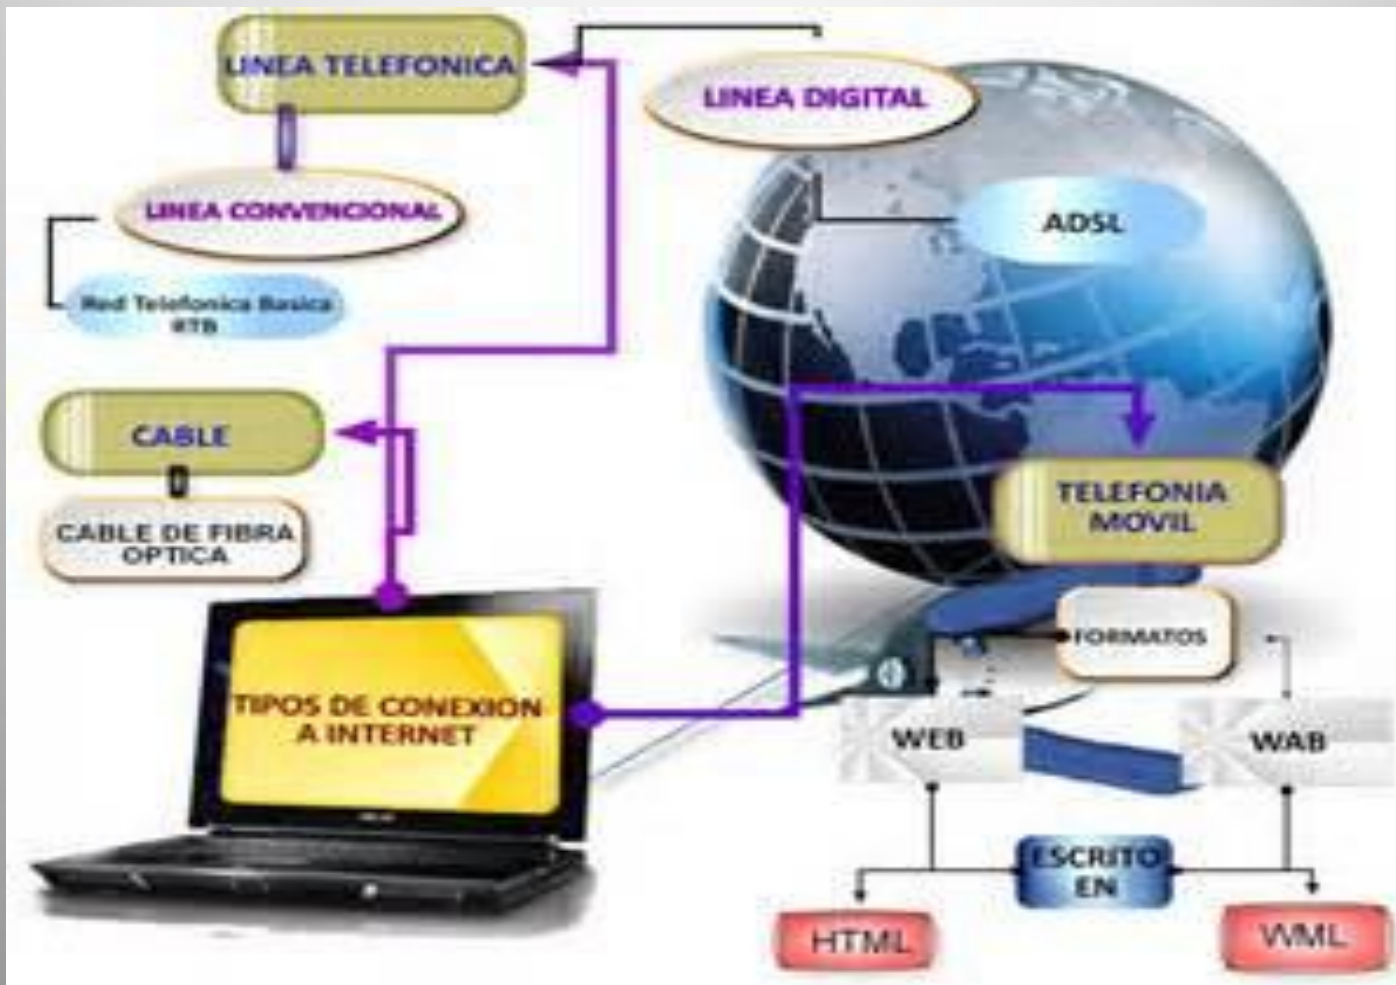 LINEA TELEFONICA
LINEA DIGITAL
LINEA CONVENCIONAL
ADSL
Red Telefonica Basica
RTB
CABLE
CABLE DE FIBRA
OPTICA
TELEFONIA
MOVIL
FORMATOS
TIPOS DE CONEXION
A INTERNET
WEB
WAB
ESCRITO
EN
HTML
WML